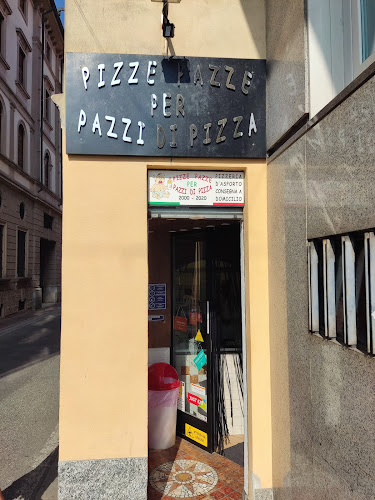 PIZZE PAZZE
PER
PAZZI DI PIZZA
PIZZE PAZZE
PER
PAZZI DI PIZZA
2000 - 2020
PIZZERIA
D'ASPORTO
CONSEGNA A
DOMICILIO